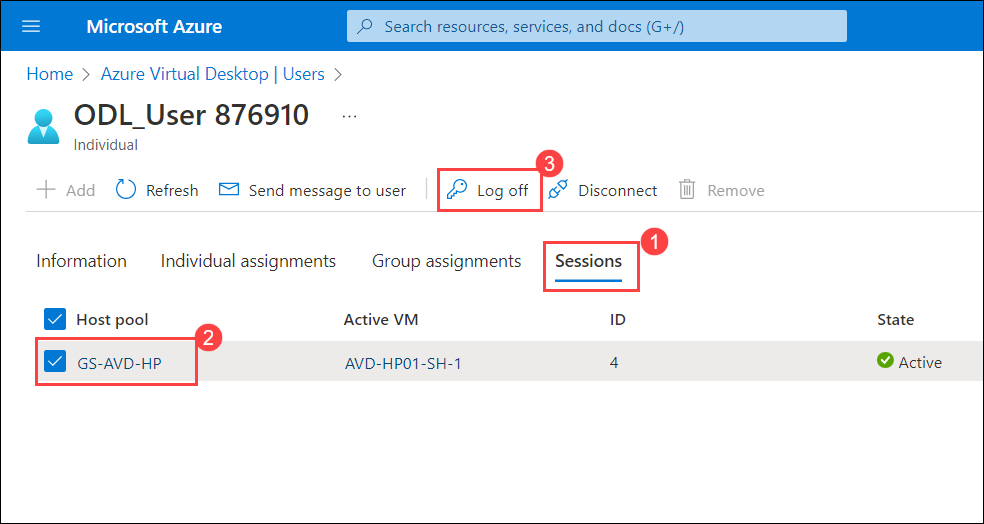 Microsoft Azure
Search resources, services, and docs (G+/)
Home > Azure Virtual Desktop | Users >
ODL_User 876910 ...
Individual
3
Add Refresh Send message to user Log off Disconnect Remove
1
Information Individual assignments Group assignments Sessions
Host pool Active VM ID State
2
GS-AVD-HP AVD-HP01-SH-1 4 Active